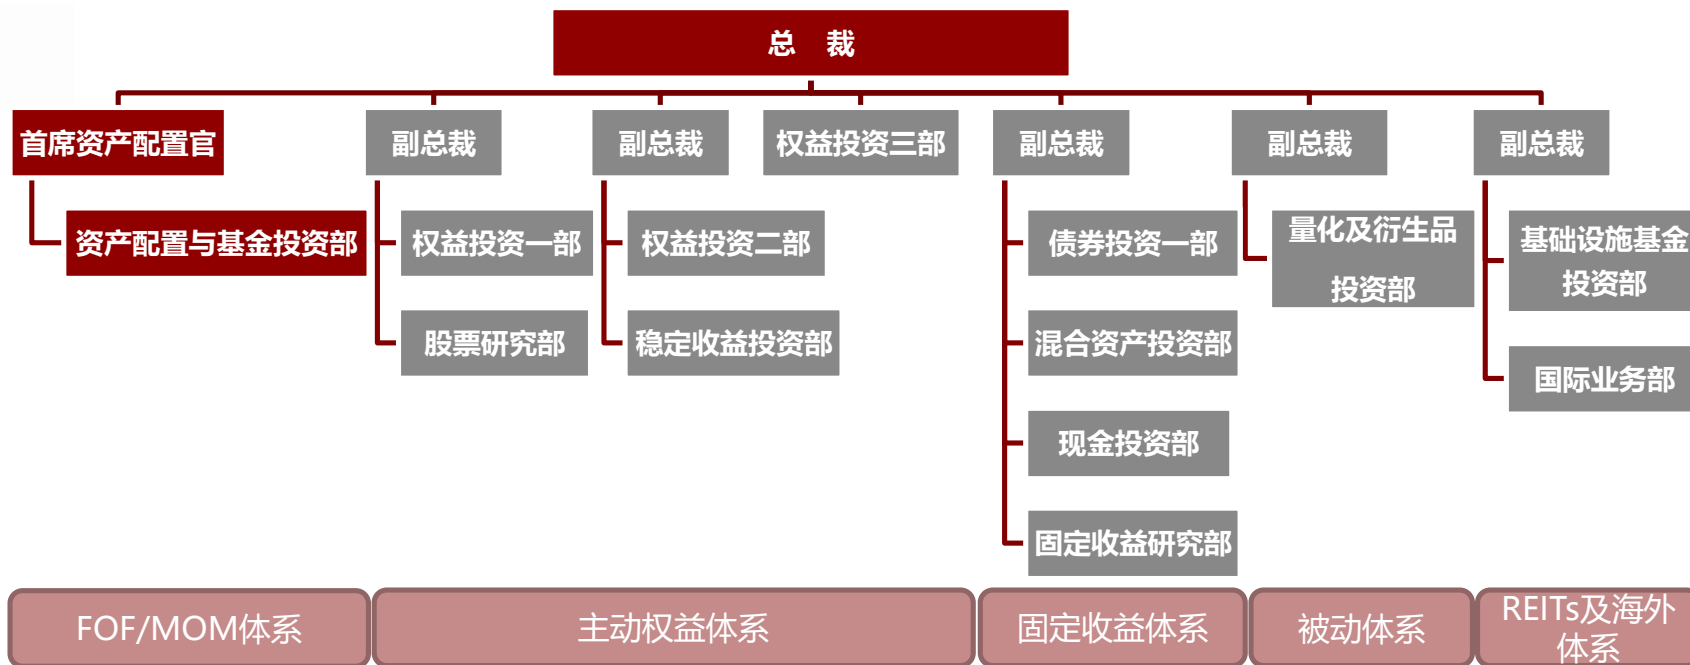 总 裁
首席资产配置官
副总裁
副总裁
权益投资三部
副总裁
副总裁
副总裁
资产配置与基金投资部
权益投资一部
权益投资二部
债券投资一部
量化及衍生品
投资部
基础设施基金
投资部
股票研究部
稳定收益投资部
混合资产投资部
国际业务部
现金投资部
固定收益研究部
FOF/MOM体系
主动权益体系
固定收益体系
被动体系
REITs及海外
体系